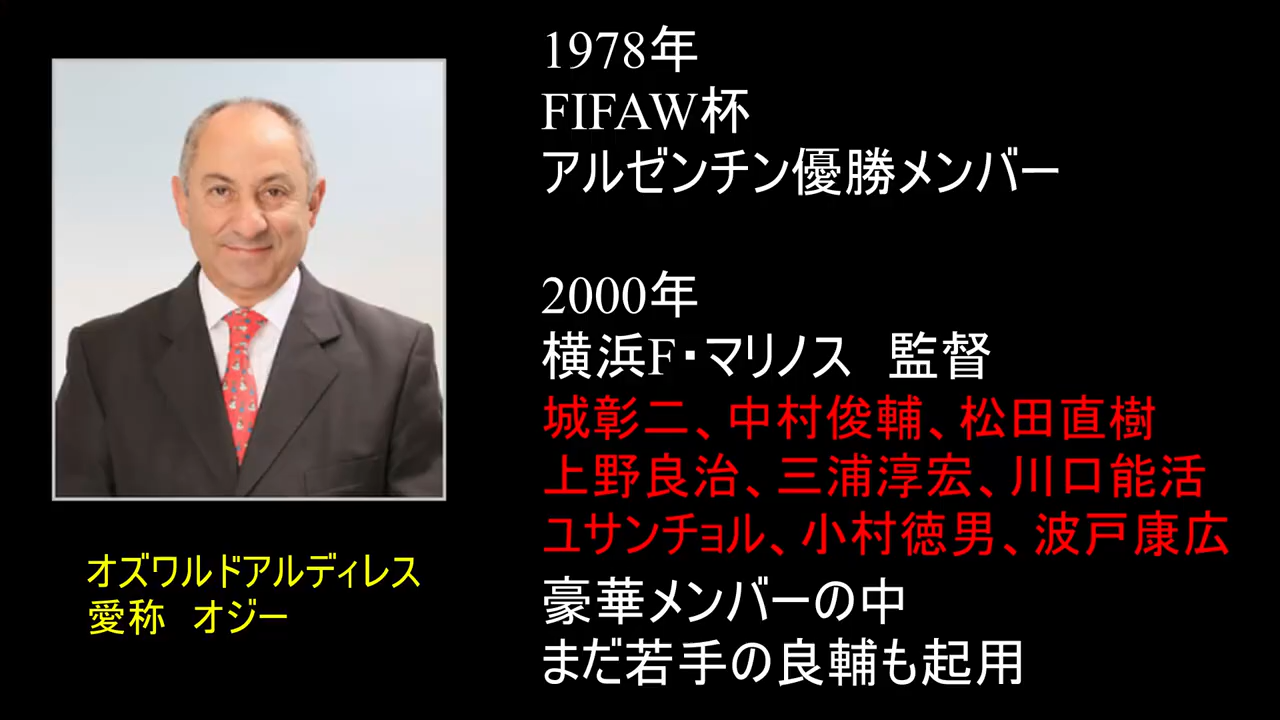 1978年
FIFAW杯
アルゼンチン優勝メンバー
2000年
横浜F・マリノス　監督
城彰二、中村俊輔、松田直樹
上野良治、三浦淳宏、川口能活
ユサンチョル、小村徳男、波戸康広
豪華メンバーの中
まだ若手の良輔も起用
オズワルドアルディレス
愛称　オジー